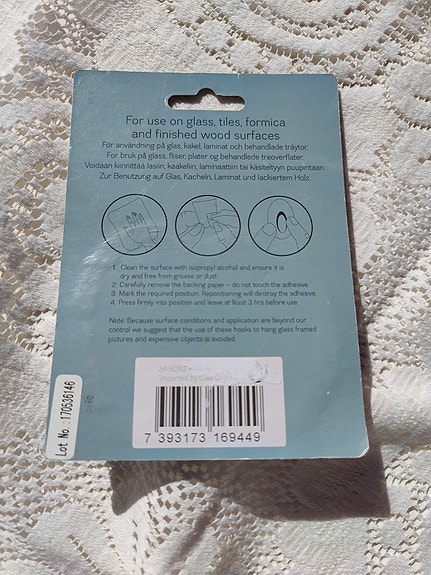 For use on glass, tiles, formica
and finished wood surfaces
För användning på glas, kakel, laminat och behandlade träytor.
For bruk på glass, fliser, plater og behandlede treoverflater.
Voidaan kiinnittää lasiin, kaakeliin, laminaattiin tai käsiteltyyn puupintaan.
Zur Benutzung auf Glas, Kacheln, Laminat und lackiertem Holz.
1. Clean the surface with isopropyl alcohol and ensure it is
dry and free from grease or dust.
2. Carefully remove the backing paper – do not touch the adhesive.
3. Mark the required position. Repositioning will destroy the adhesive.
4. Press firmly into position and leave at least 3 hrs before use.
Note: Because surface conditions and application are beyond our
control we suggest that the use of these hooks to hang glass framed
pictures and expensive objects is avoided.
34-9082
Imported by Clas
7 393173 169449
Lot No.:170536146